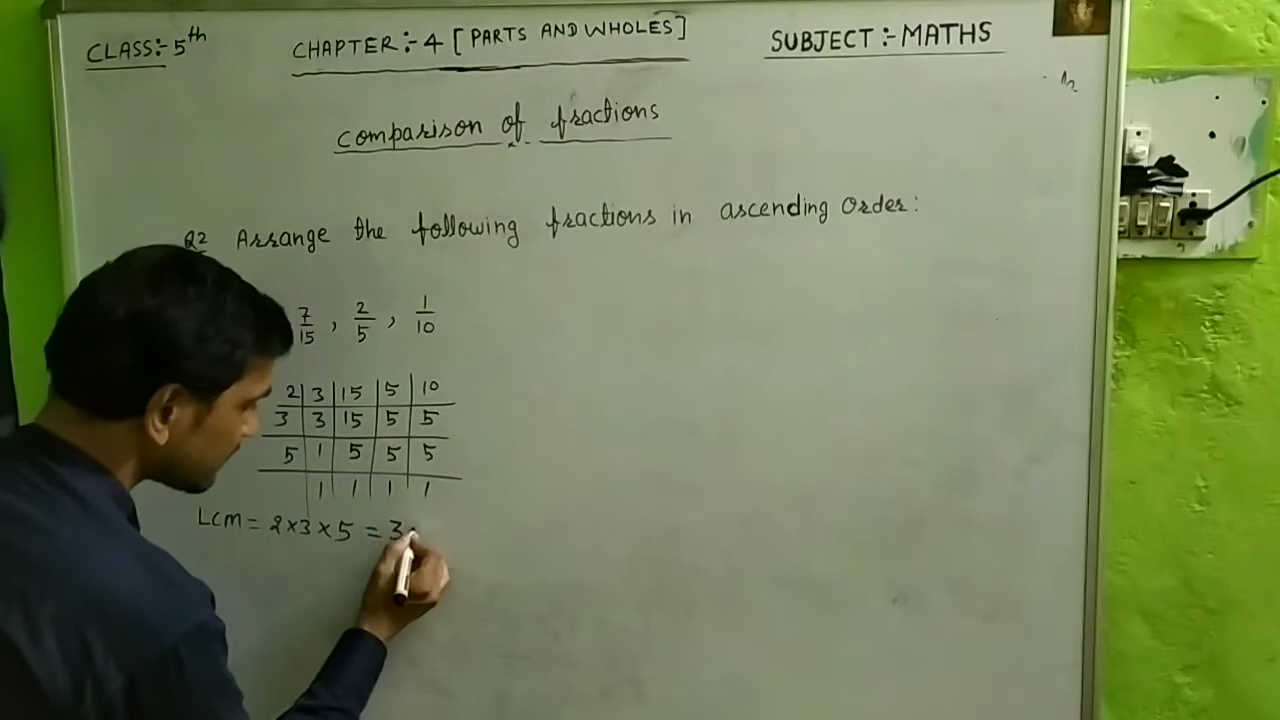 CLASS:- 5th CHAPTER:- 4 [PARTS AND WHOLES] SUBJECT:- MATHS
Comparison of fractions
Q2 Arrange the following fractions in ascending Order:
7/15, 2/5, 1/10
2 | 3 | 15 | 5 | 10
3 | 3 | 15 | 5 | 5
5 | 1 | 5 | 5 | 5
1 | 1 | 1 | 1
Lcm = 2×3×5 = 3